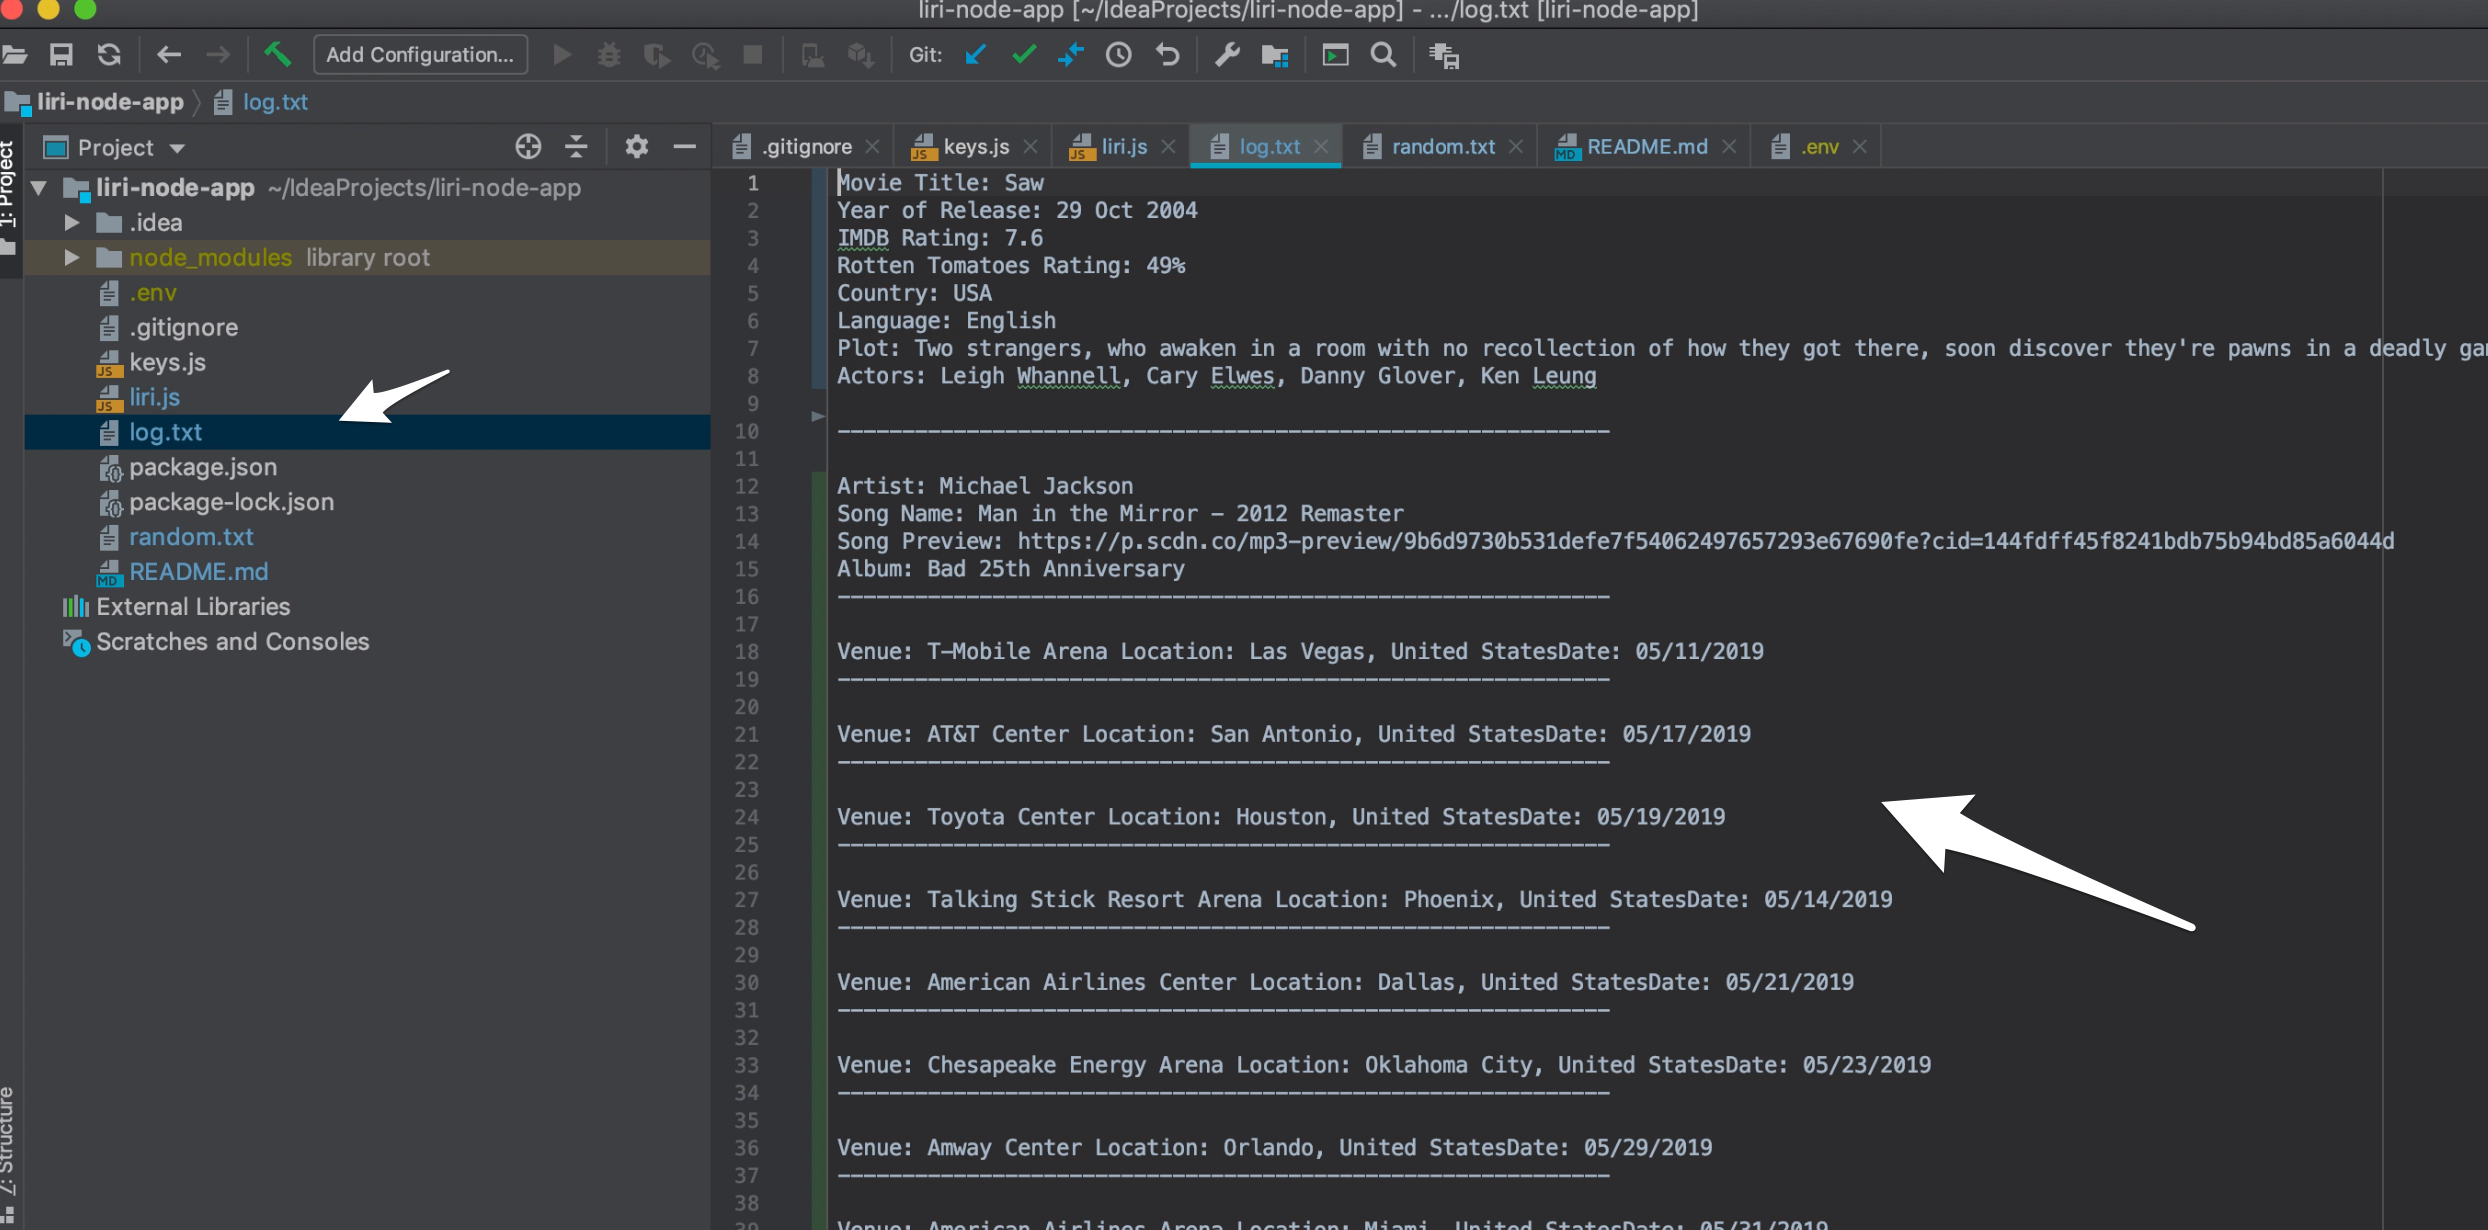 liri-node-app [~/IdeaProjects/liri-node-app] - .../log.txt [liri-node-app]
Add Configuration...
Git:
liri-node-app
log.txt
1: Project
Project
.gitignore
keys.js
liri.js
log.txt
random.txt
README.md
.env
liri-node-app ~/IdeaProjects/liri-node-app
.idea
node_modules library root
.env
.gitignore
keys.js
liri.js
log.txt
package.json
package-lock.json
random.txt
README.md
External Libraries
Scratches and Consoles
Z: Structure
1 Movie Title: Saw
2 Year of Release: 29 Oct 2004
3 IMDB Rating: 7.6
4 Rotten Tomatoes Rating: 49%
5 Country: USA
6 Language: English
7 Plot: Two strangers, who awaken in a room with no recollection of how they got there, soon discover they're pawns in a deadly
8 Actors: Leigh Whannell, Cary Elwes, Danny Glover, Ken Leung
9
10 ------------------------------------------------------------
11
12 Artist: Michael Jackson
13 Song Name: Man in the Mirror - 2012 Remaster
14 Song Preview: https://p.scdn.co/mp3-preview/9b6d9730b531defe7f54062497657293e67690fe?cid=144fdff45f8241bdb75b94bd85a6044d
15 Album: Bad 25th Anniversary
16 ------------------------------------------------------------
17
18 Venue: T-Mobile Arena Location: Las Vegas, United StatesDate: 05/11/2019
19 ------------------------------------------------------------
20
21 Venue: AT&T Center Location: San Antonio, United StatesDate: 05/17/2019
22 ------------------------------------------------------------
23
24 Venue: Toyota Center Location: Houston, United StatesDate: 05/19/2019
25 ------------------------------------------------------------
26
27 Venue: Talking Stick Resort Arena Location: Phoenix, United StatesDate: 05/14/2019
28 ------------------------------------------------------------
29
30 Venue: American Airlines Center Location: Dallas, United StatesDate: 05/21/2019
31 ------------------------------------------------------------
32
33 Venue: Chesapeake Energy Arena Location: Oklahoma City, United StatesDate: 05/23/2019
34 ------------------------------------------------------------
35
36 Venue: Amway Center Location: Orlando, United StatesDate: 05/29/2019
37 ------------------------------------------------------------
38
39 Venue: American Airlines Arena Location: Miami, United StatesDate: 05/31/2019